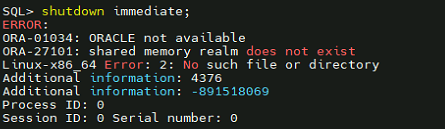 SQL> shutdown immediate;
ERROR:
ORA-01034: ORACLE not available
ORA-27101: shared memory realm does not exist
Linux-x86_64 Error: 2: No such file or directory
Additional information: 4376
Additional information: -891518069
Process ID: 0
Session ID: 0 Serial number: 0